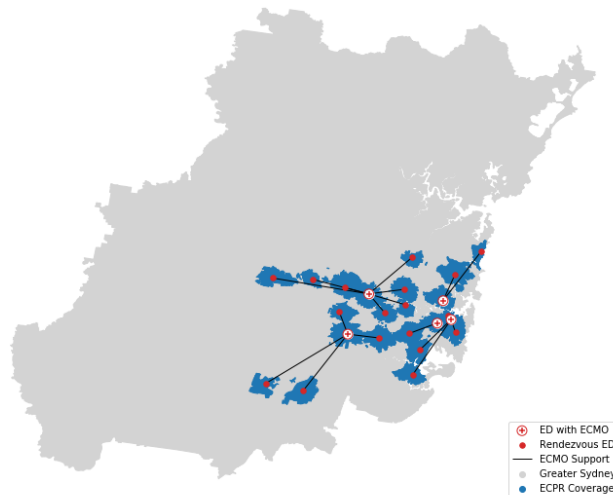 ED with ECMO
Rendezvous ED
ECMO Support
Greater Sydney
ECPR Coverage